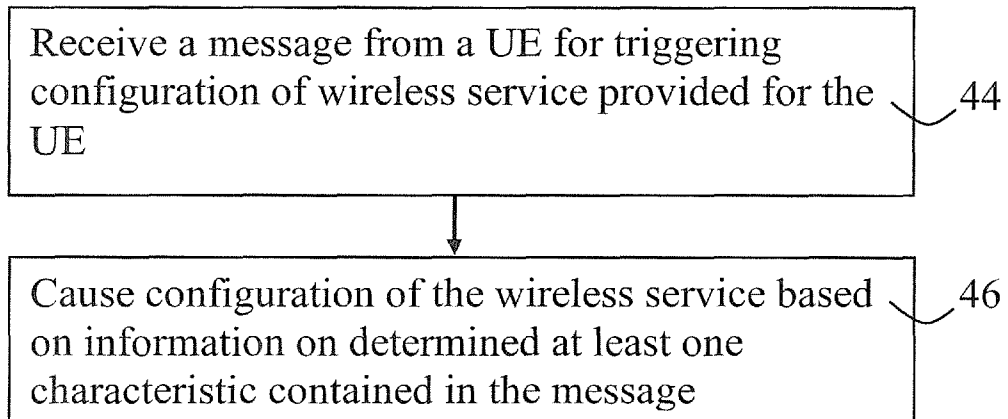 Receive a message from a UE for triggering
configuration of wireless service provided for the
UE
44
Cause configuration of the wireless service based
on information on determined at least one
characteristic contained in the message
46